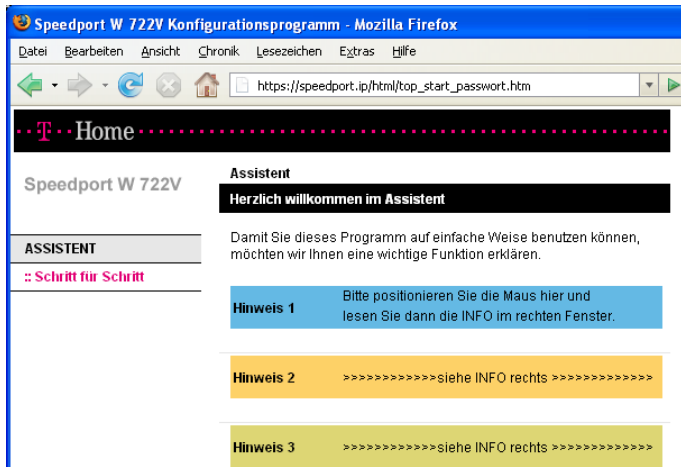 Speedport W 722V Konfigurationsprogramm - Mozilla Firefox
Datei Bearbeiten Ansicht Chronik Lesezeichen Extras Hilfe
https://speedport.ip/html/top_start_passwort.htm
T Home
Speedport W 722V
Assistent
Herzlich willkommen im Assistent
ASSISTENT
:: Schritt für Schritt
Damit Sie dieses Programm auf einfache Weise benutzen können,
möchten wir Ihnen eine wichtige Funktion erklären.
Hinweis 1
Bitte positionieren Sie die Maus hier und
lesen Sie dann die INFO im rechten Fenster.
Hinweis 2 >>>>>>>>>>>>siehe INFO rechts >>>>>>>>>>>>>
Hinweis 3 >>>>>>>>>>>>siehe INFO rechts >>>>>>>>>>>>>